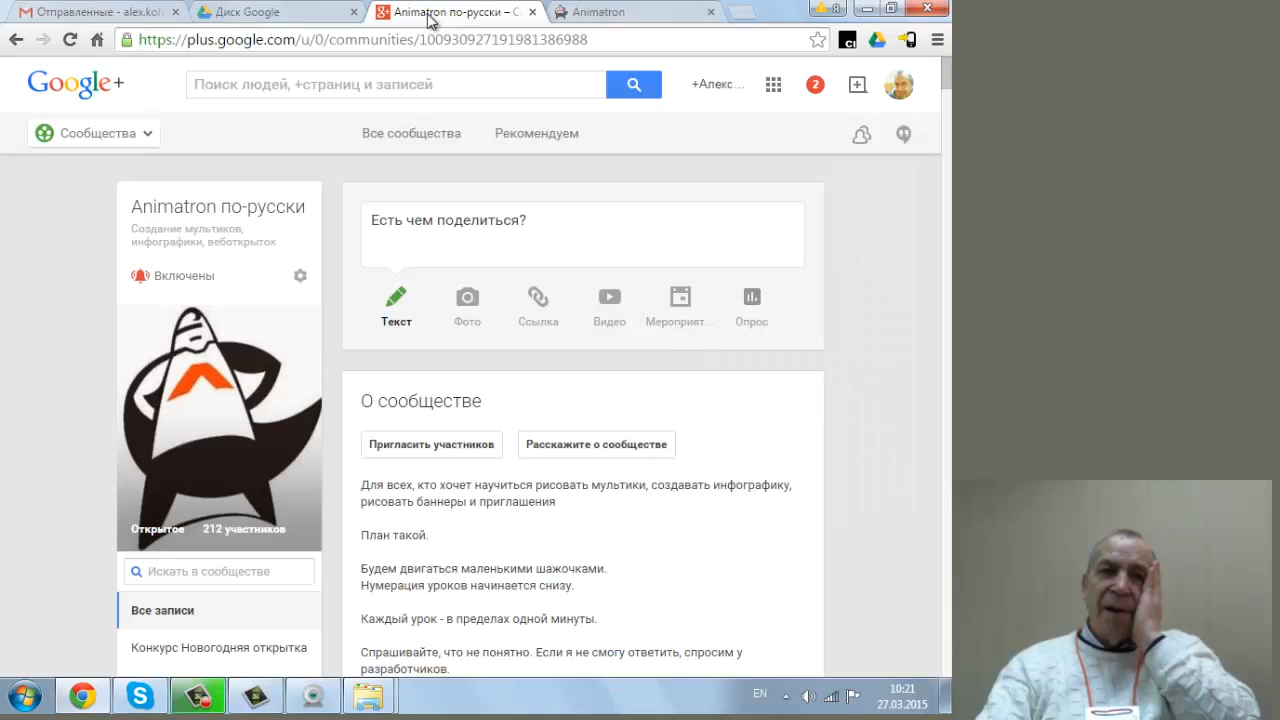 Отправленные - alex.kol
Диск Google
Animatron по-русски – С
Animatron
https://plus.google.com/u/0/communities/100930927191981386988
Google+
Поиск людей, +страниц и записей
+Алекс...
2
Сообщества
Все сообщества
Рекомендуем
Animatron по-русски
Создание мультиков,
инфографики, веботкрыток
Включены
Открытое
212 участников
Искать в сообществе
Все записи
Конкурс Новогодняя открытка
Есть чем поделиться?
Текст
Фото
Ссылка
Видео
Мероприят...
Опрос
О сообществе
Пригласить участников
Расскажите о сообществе
Для всех, кто хочет научиться рисовать мультики, создавать инфографику,
рисовать баннеры и приглашения
План такой.
Будем двигаться маленькими шажочками.
Нумерация уроков начинается снизу.
Каждый урок - в пределах одной минуты.
Спрашивайте, что не понятно. Если я не смогу ответить, спросим у
разработчиков.
EN
10:21
27.03.2015